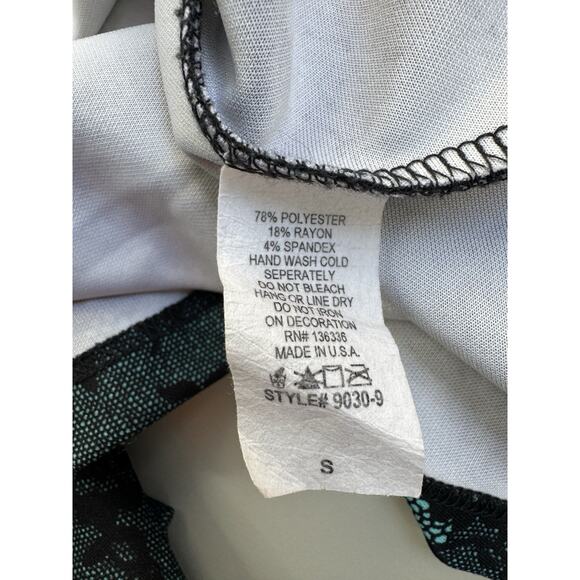 78% POLYESTER
18% RAYON
4% SPANDEX
HAND WASH COLD
SEPERATELY
DO NOT BLEACH
HANG OR LINE DRY
DO NOT IRON
ON DECORATION
RN# 136336
MADE IN U.S.A.
STYLE# 9030-9
S